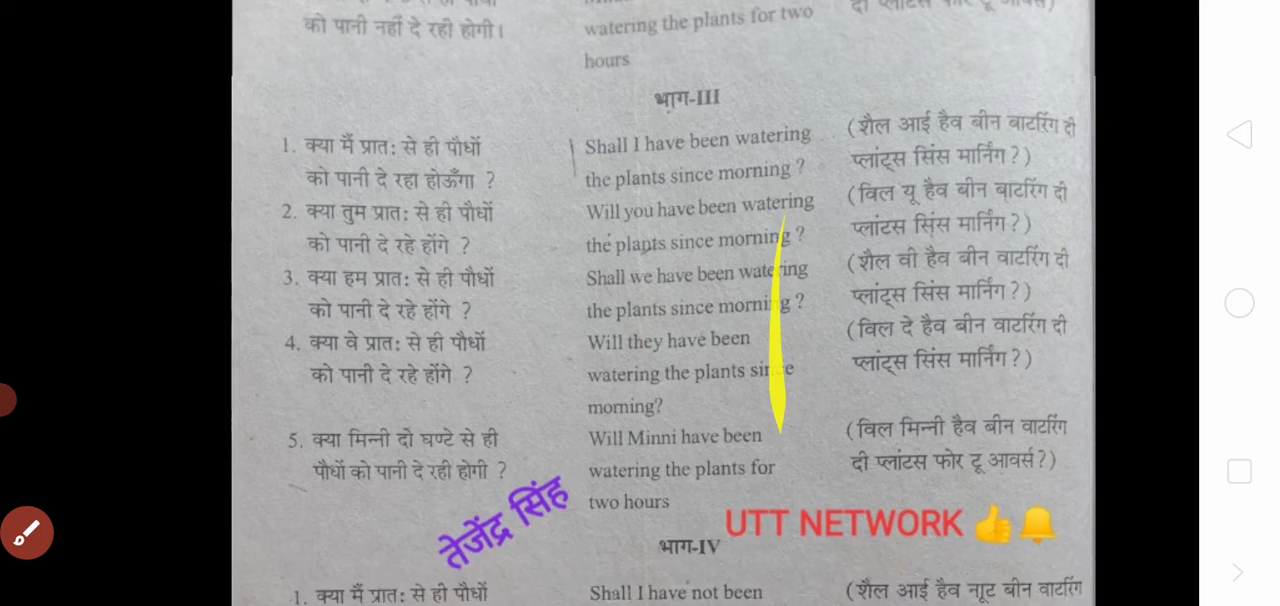 को पानी नहीं दे रही होगी। watering the plants for two दी प्लांटस फोर टू आवर्स)
hours
भाग-III
1. क्या मैं प्रात: से ही पौधों Shall I have been watering (शैल आई हैव बीन वाटरिंग दी
को पानी दे रहा होऊँगा ? the plants since morning ? प्लांट्स सिंस मार्निंग?)
2. क्या तुम प्रात: से ही पौधों Will you have been watering (विल यू हैव बीन वाटरिंग दी
को पानी दे रहे होंगे ? the plants since morning ? प्लांटस सिंस मार्निंग?)
3. क्या हम प्रात: से ही पौधों Shall we have been watering (शैल वी हैव बीन वाटरिंग दी
को पानी दे रहे होंगे ? the plants since morning ? प्लांट्स सिंस मार्निंग?)
4. क्या वे प्रात: से ही पौधों Will they have been (विल दे हैव बीन वाटरिंग दी
को पानी दे रहे होंगे ? watering the plants since प्लांट्स सिंस मार्निंग?)
morning?
5. क्या मिन्नी दो घण्टे से ही Will Minni have been (विल मिन्नी हैव बीन वाटरिंग
पौधों को पानी दे रही होगी ? watering the plants for दी प्लांटस फोर टू आवर्स?)
two hours
तेजेंद्र सिंह
UTT NETWORK 👍🔔
भाग-IV
1. क्या मैं प्रात: से ही पौधों Shall I have not been (शैल आई हैव नाट बीन वाटरिंग